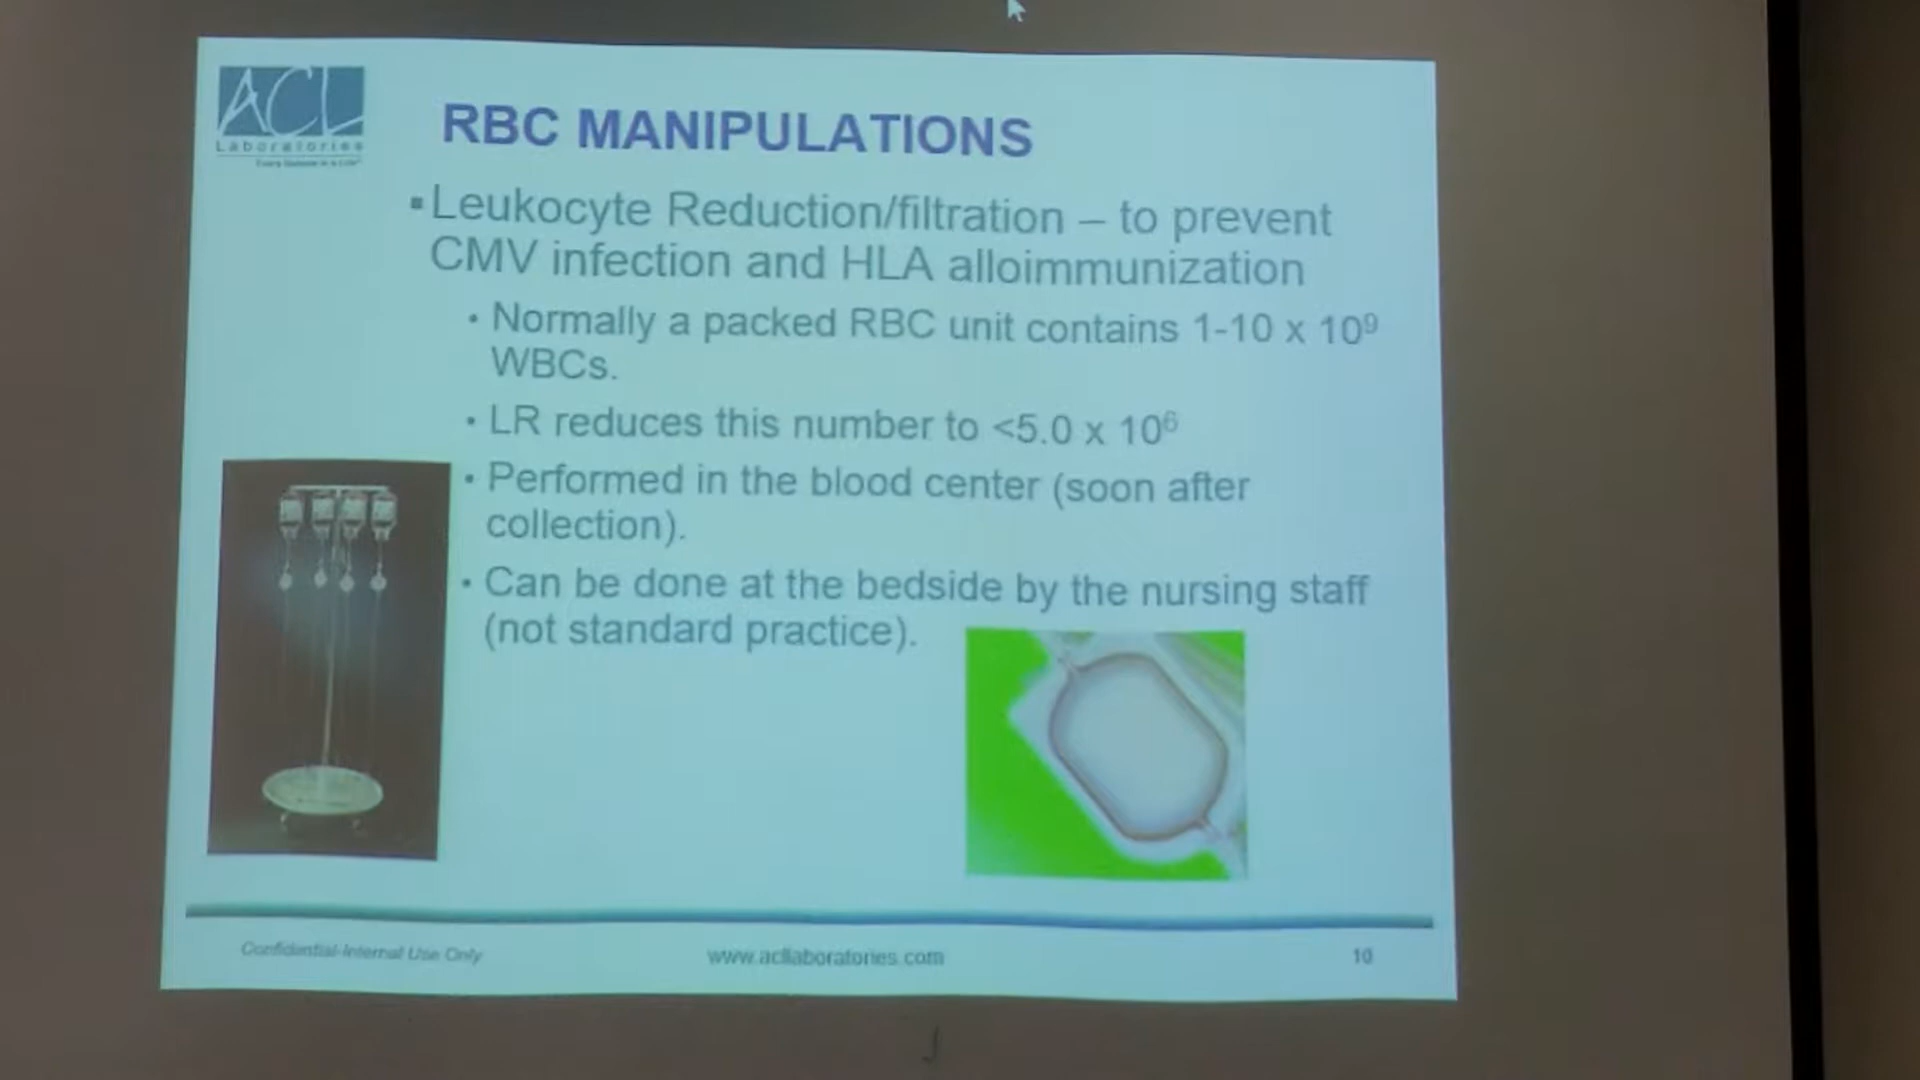 ACL
Laboratories
RBC MANIPULATIONS
▪Leukocyte Reduction/filtration – to prevent
CMV infection and HLA alloimmunization
• Normally a packed RBC unit contains 1-10 x 10⁹
WBCs.
• LR reduces this number to <5.0 x 10⁶
• Performed in the blood center (soon after
collection).
• Can be done at the bedside by the nursing staff
(not standard practice).
Confidential-Internal Use Only
www.acllaboratories.com
10